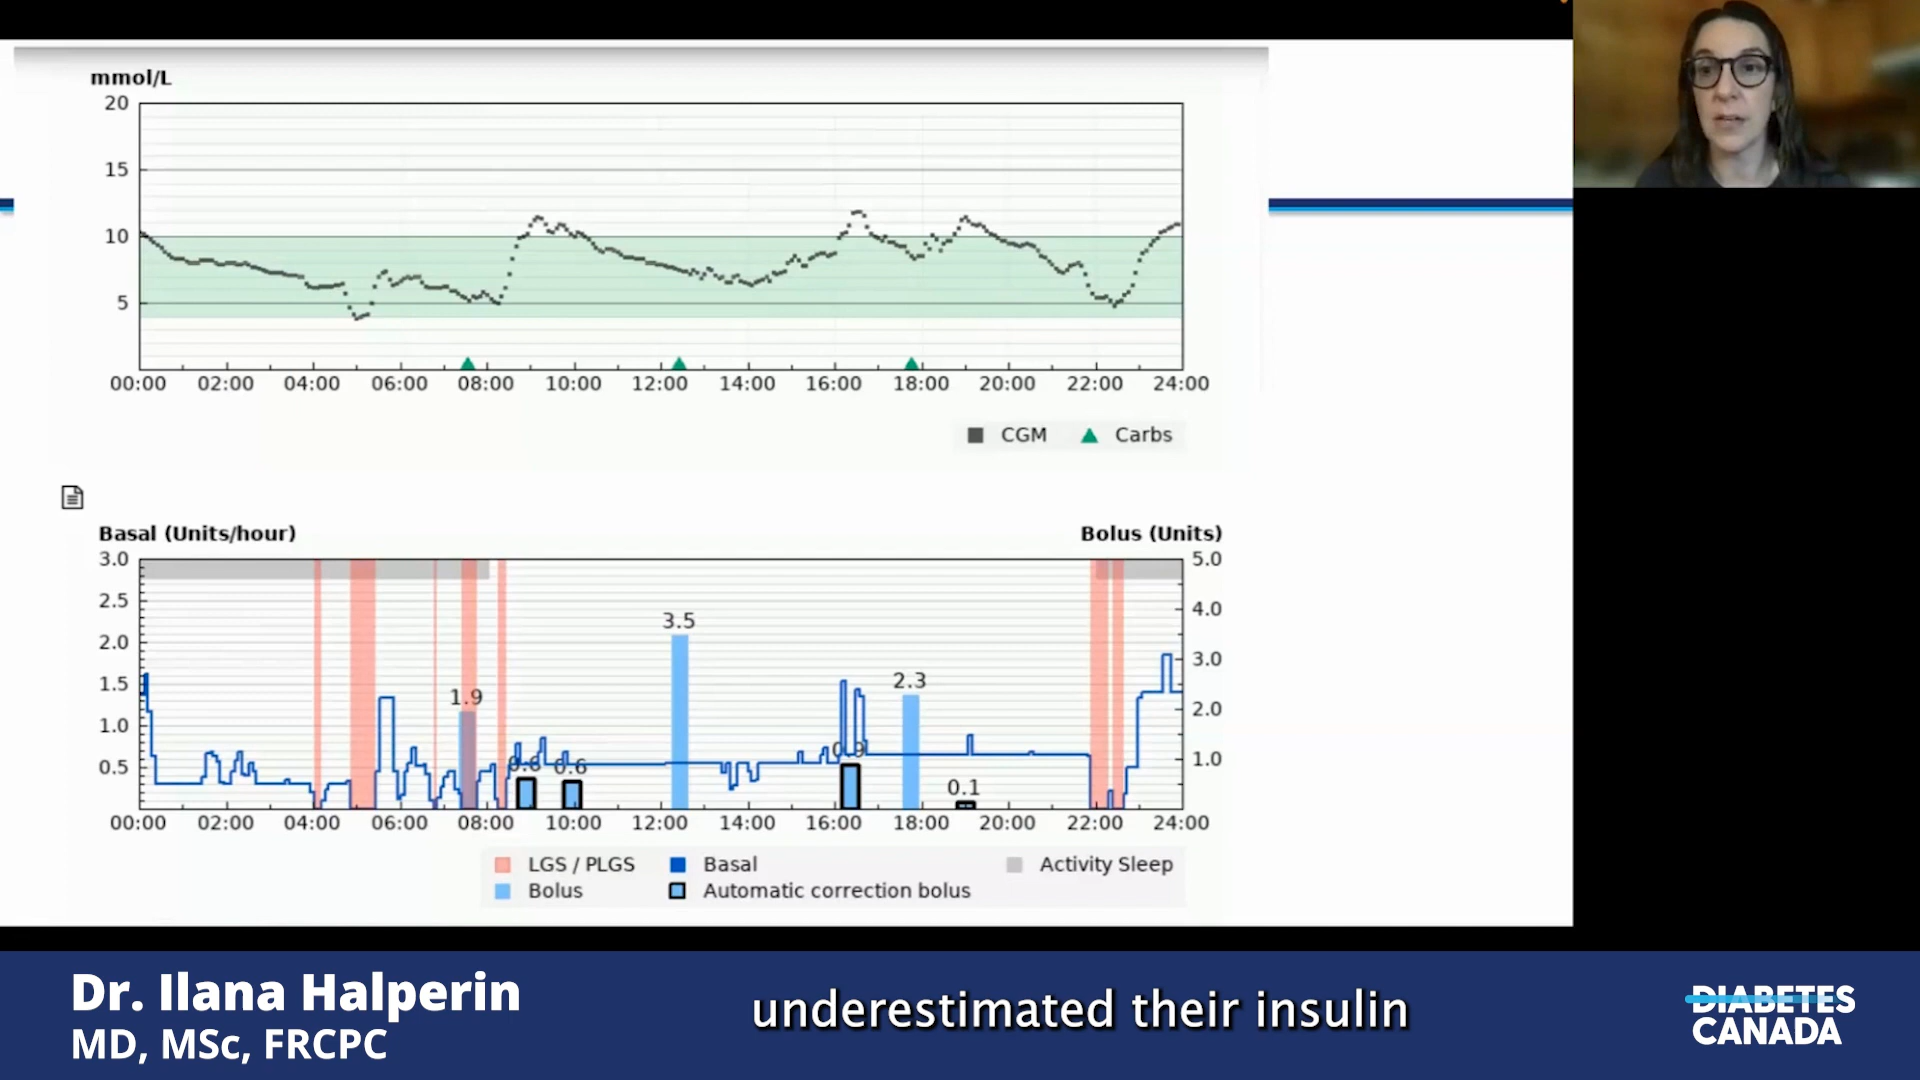 mmol/L
20
15
10
5
00:00 02:00 04:00 06:00 08:00 10:00 12:00 14:00 16:00 18:00 20:00 22:00 24:00
CGM Carbs
Basal (Units/hour) Bolus (Units)
3.0 5.0
2.5 4.0
2.0 3.0
1.5 2.0
1.0 1.0
0.5
3.5
2.3
1.9
0.6 0.9
0.1
00:00 02:00 04:00 06:00 08:00 10:00 12:00 14:00 16:00 18:00 20:00 22:00 24:00
LGS / PLGS Basal Activity Sleep
Bolus Automatic correction bolus
Dr. Ilana Halperin
MD, MSc, FRCPC
underestimated their insulin
DIABETES
CANADA